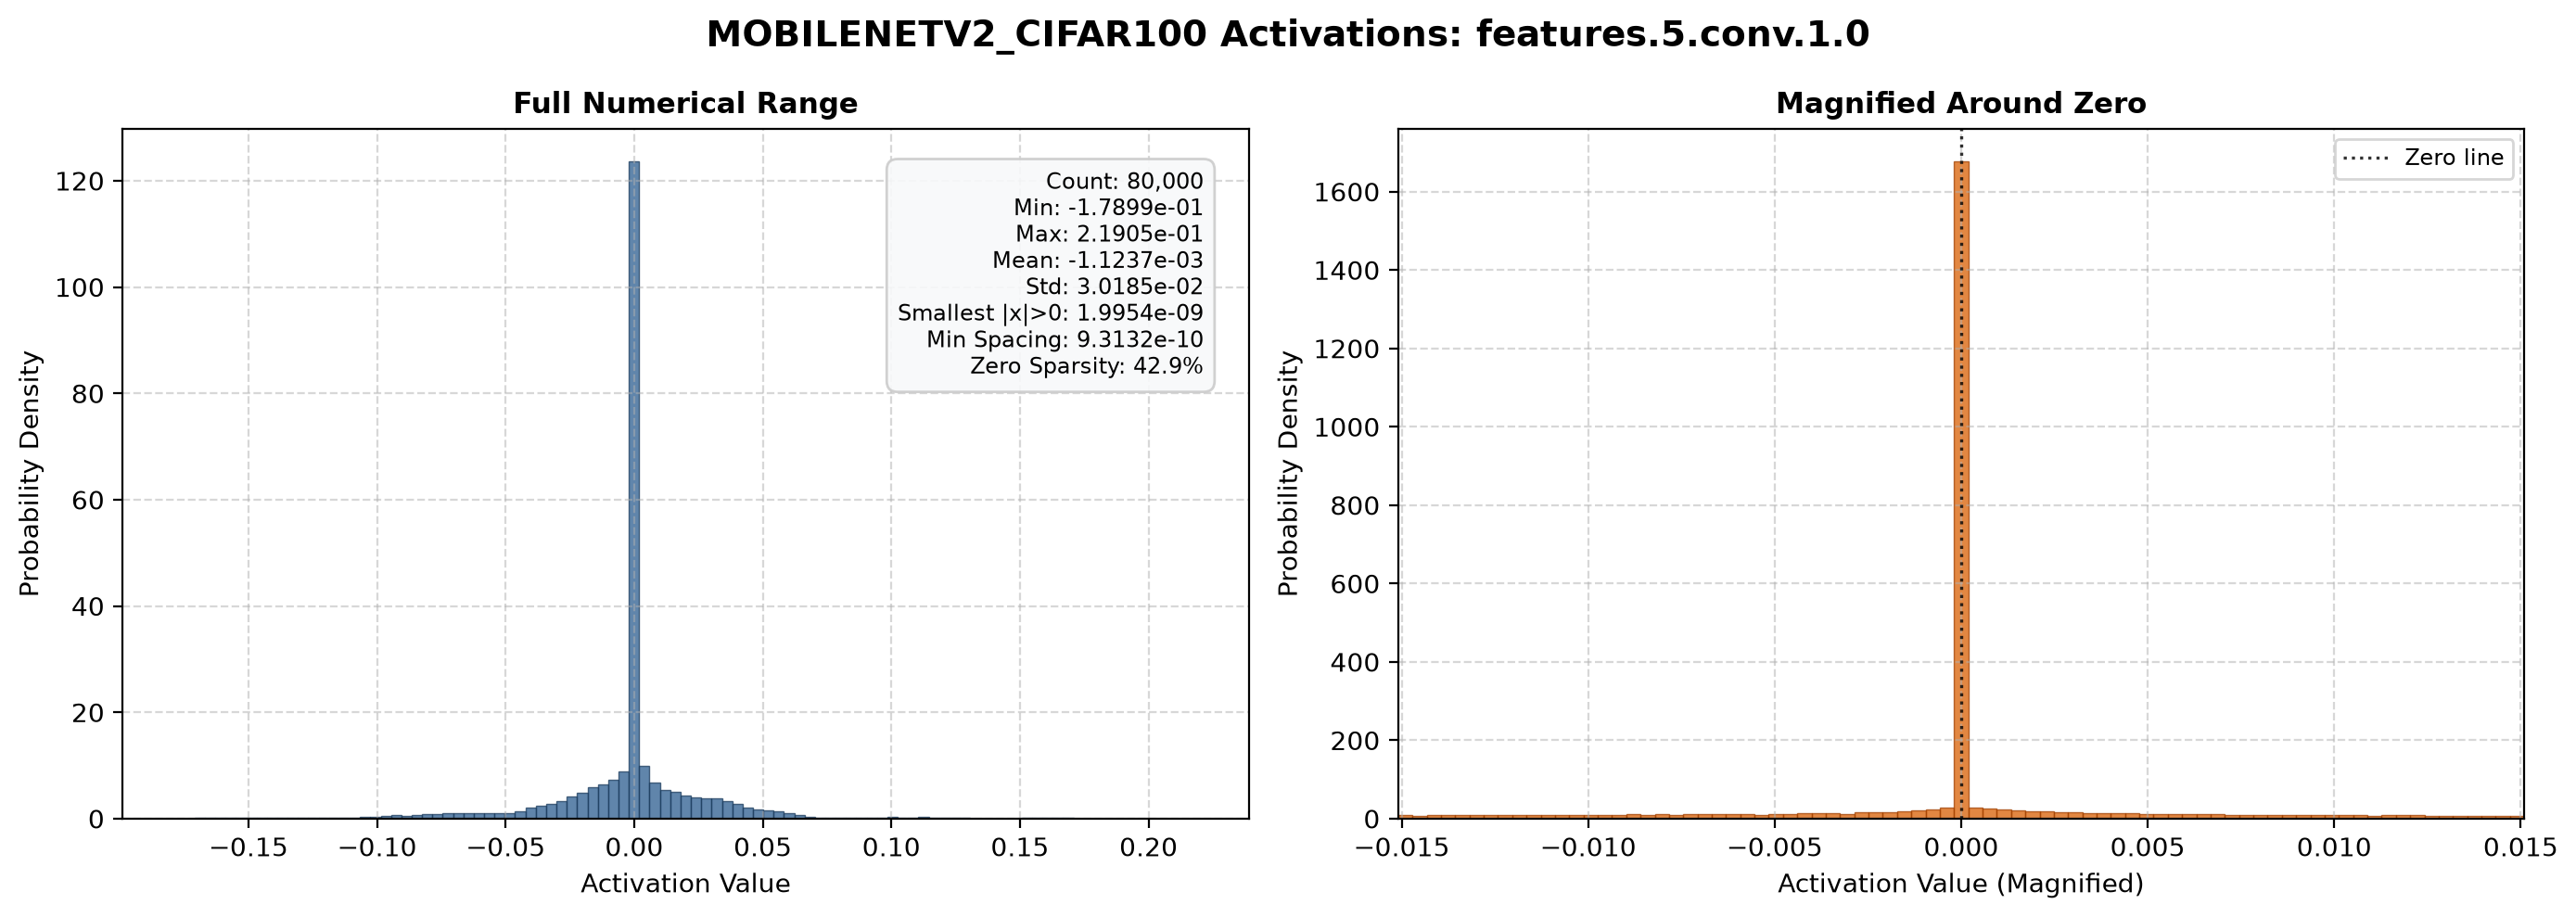 MOBILENETV2_CIFAR100 Activations: features.5.conv.1.0
Full Numerical Range
Probability Density
120
100
80
60
40
20
0
Count: 80,000
Min: -1.7899e-01
Max: 2.1905e-01
Mean: -1.1237e-03
Std: 3.0185e-02
Smallest |x|>0: 1.9954e-09
Min Spacing: 9.3132e-10
Zero Sparsity: 42.9%
−0.15 −0.10 −0.05 0.00 0.05 0.10 0.15 0.20
Activation Value
Magnified Around Zero
Probability Density
Zero line
1600
1400
1200
1000
800
600
400
200
0
−0.015 −0.010 −0.005 0.000 0.005 0.010 0.015
Activation Value (Magnified)